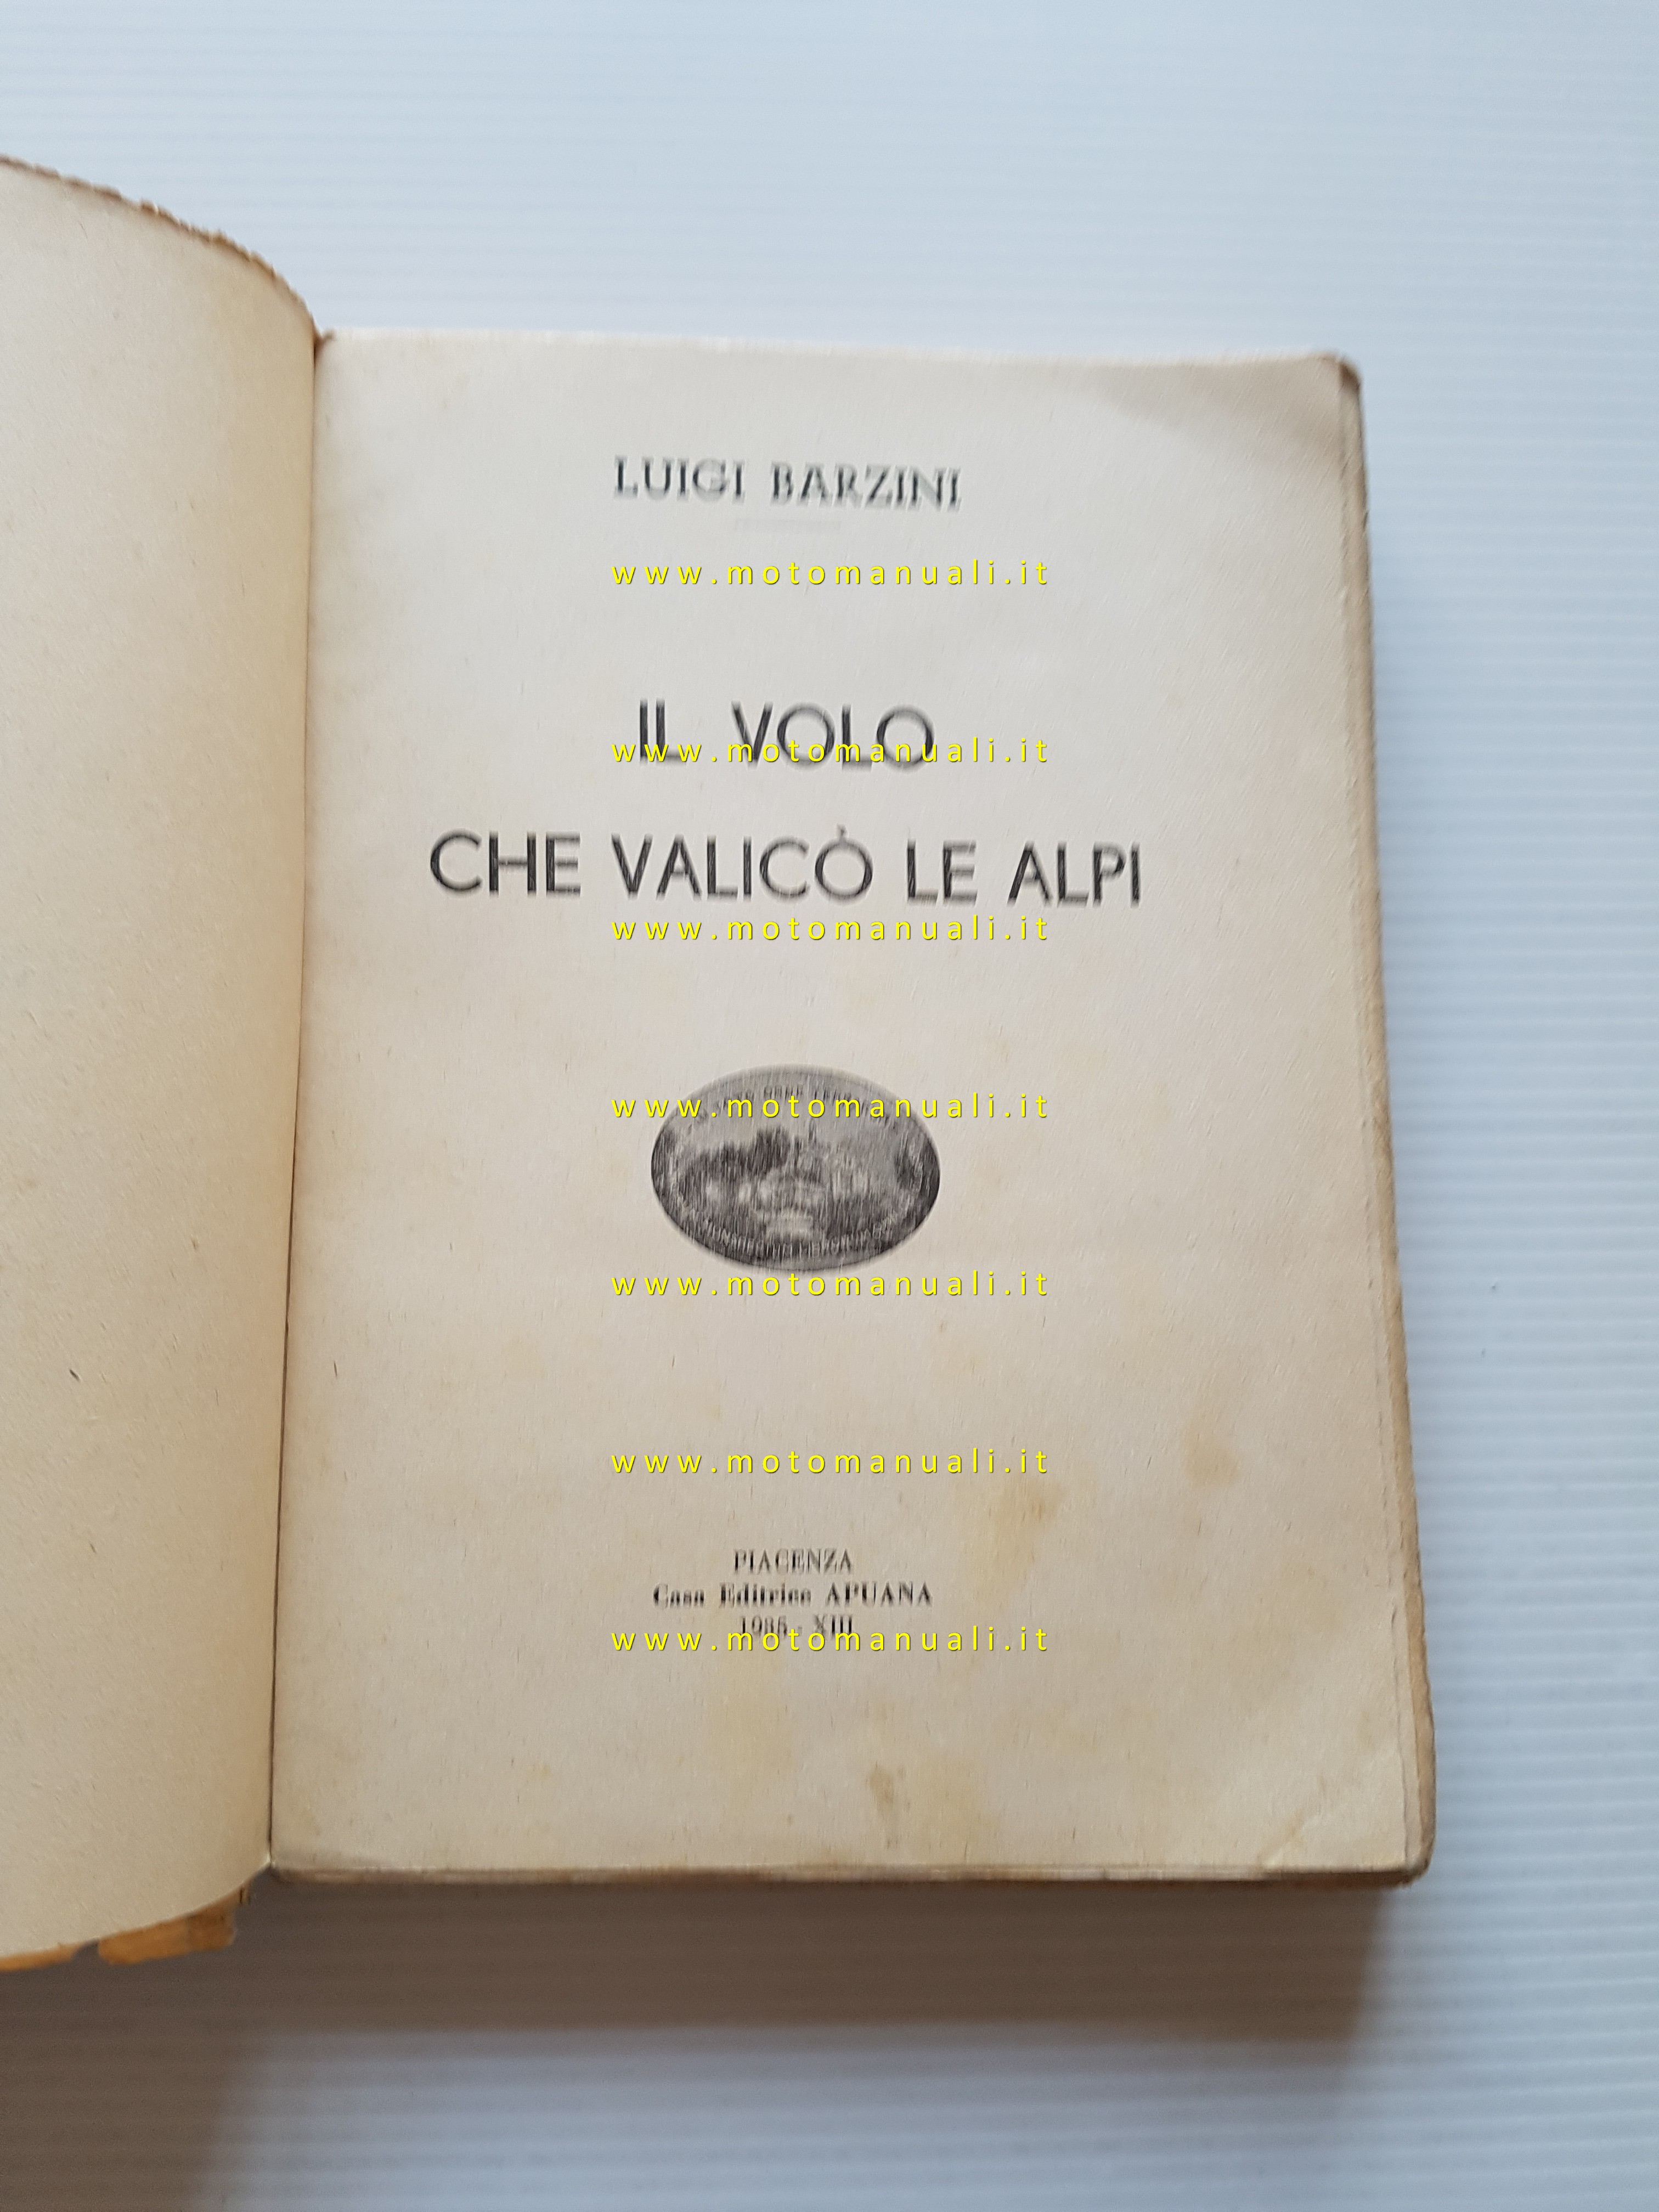 LUIGI BARZINI
www.motomanuali.it
IL VOLO
www.motomanuali.it
CHE VALICÒ LE ALPI
www.motomanuali.it
www.motomanuali.it
www.motomanuali.it
www.motomanuali.it
PIACENZA
Casa Editrice APUANA
1935 - XIII
www.motomanuali.it